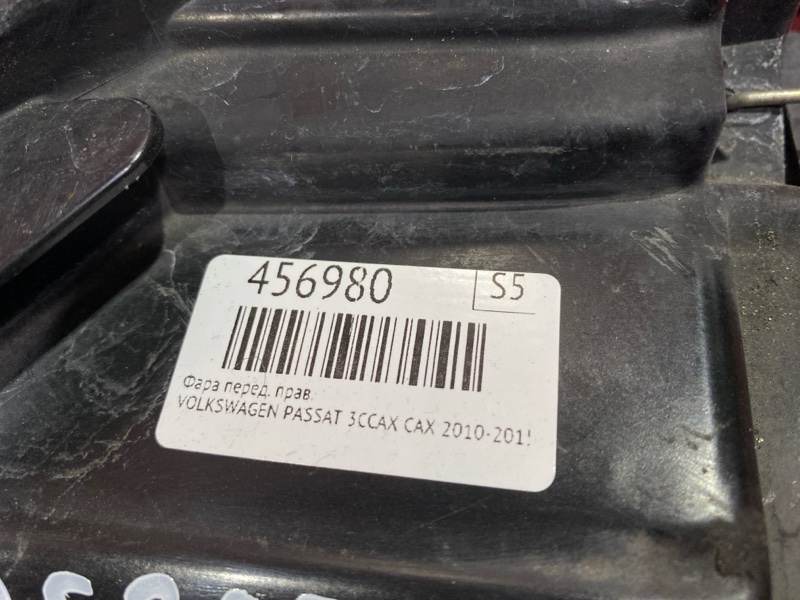 456980 S5
Фара перед. прав.
VOLKSWAGEN PASSAT 3CCAX CAX 2010-201